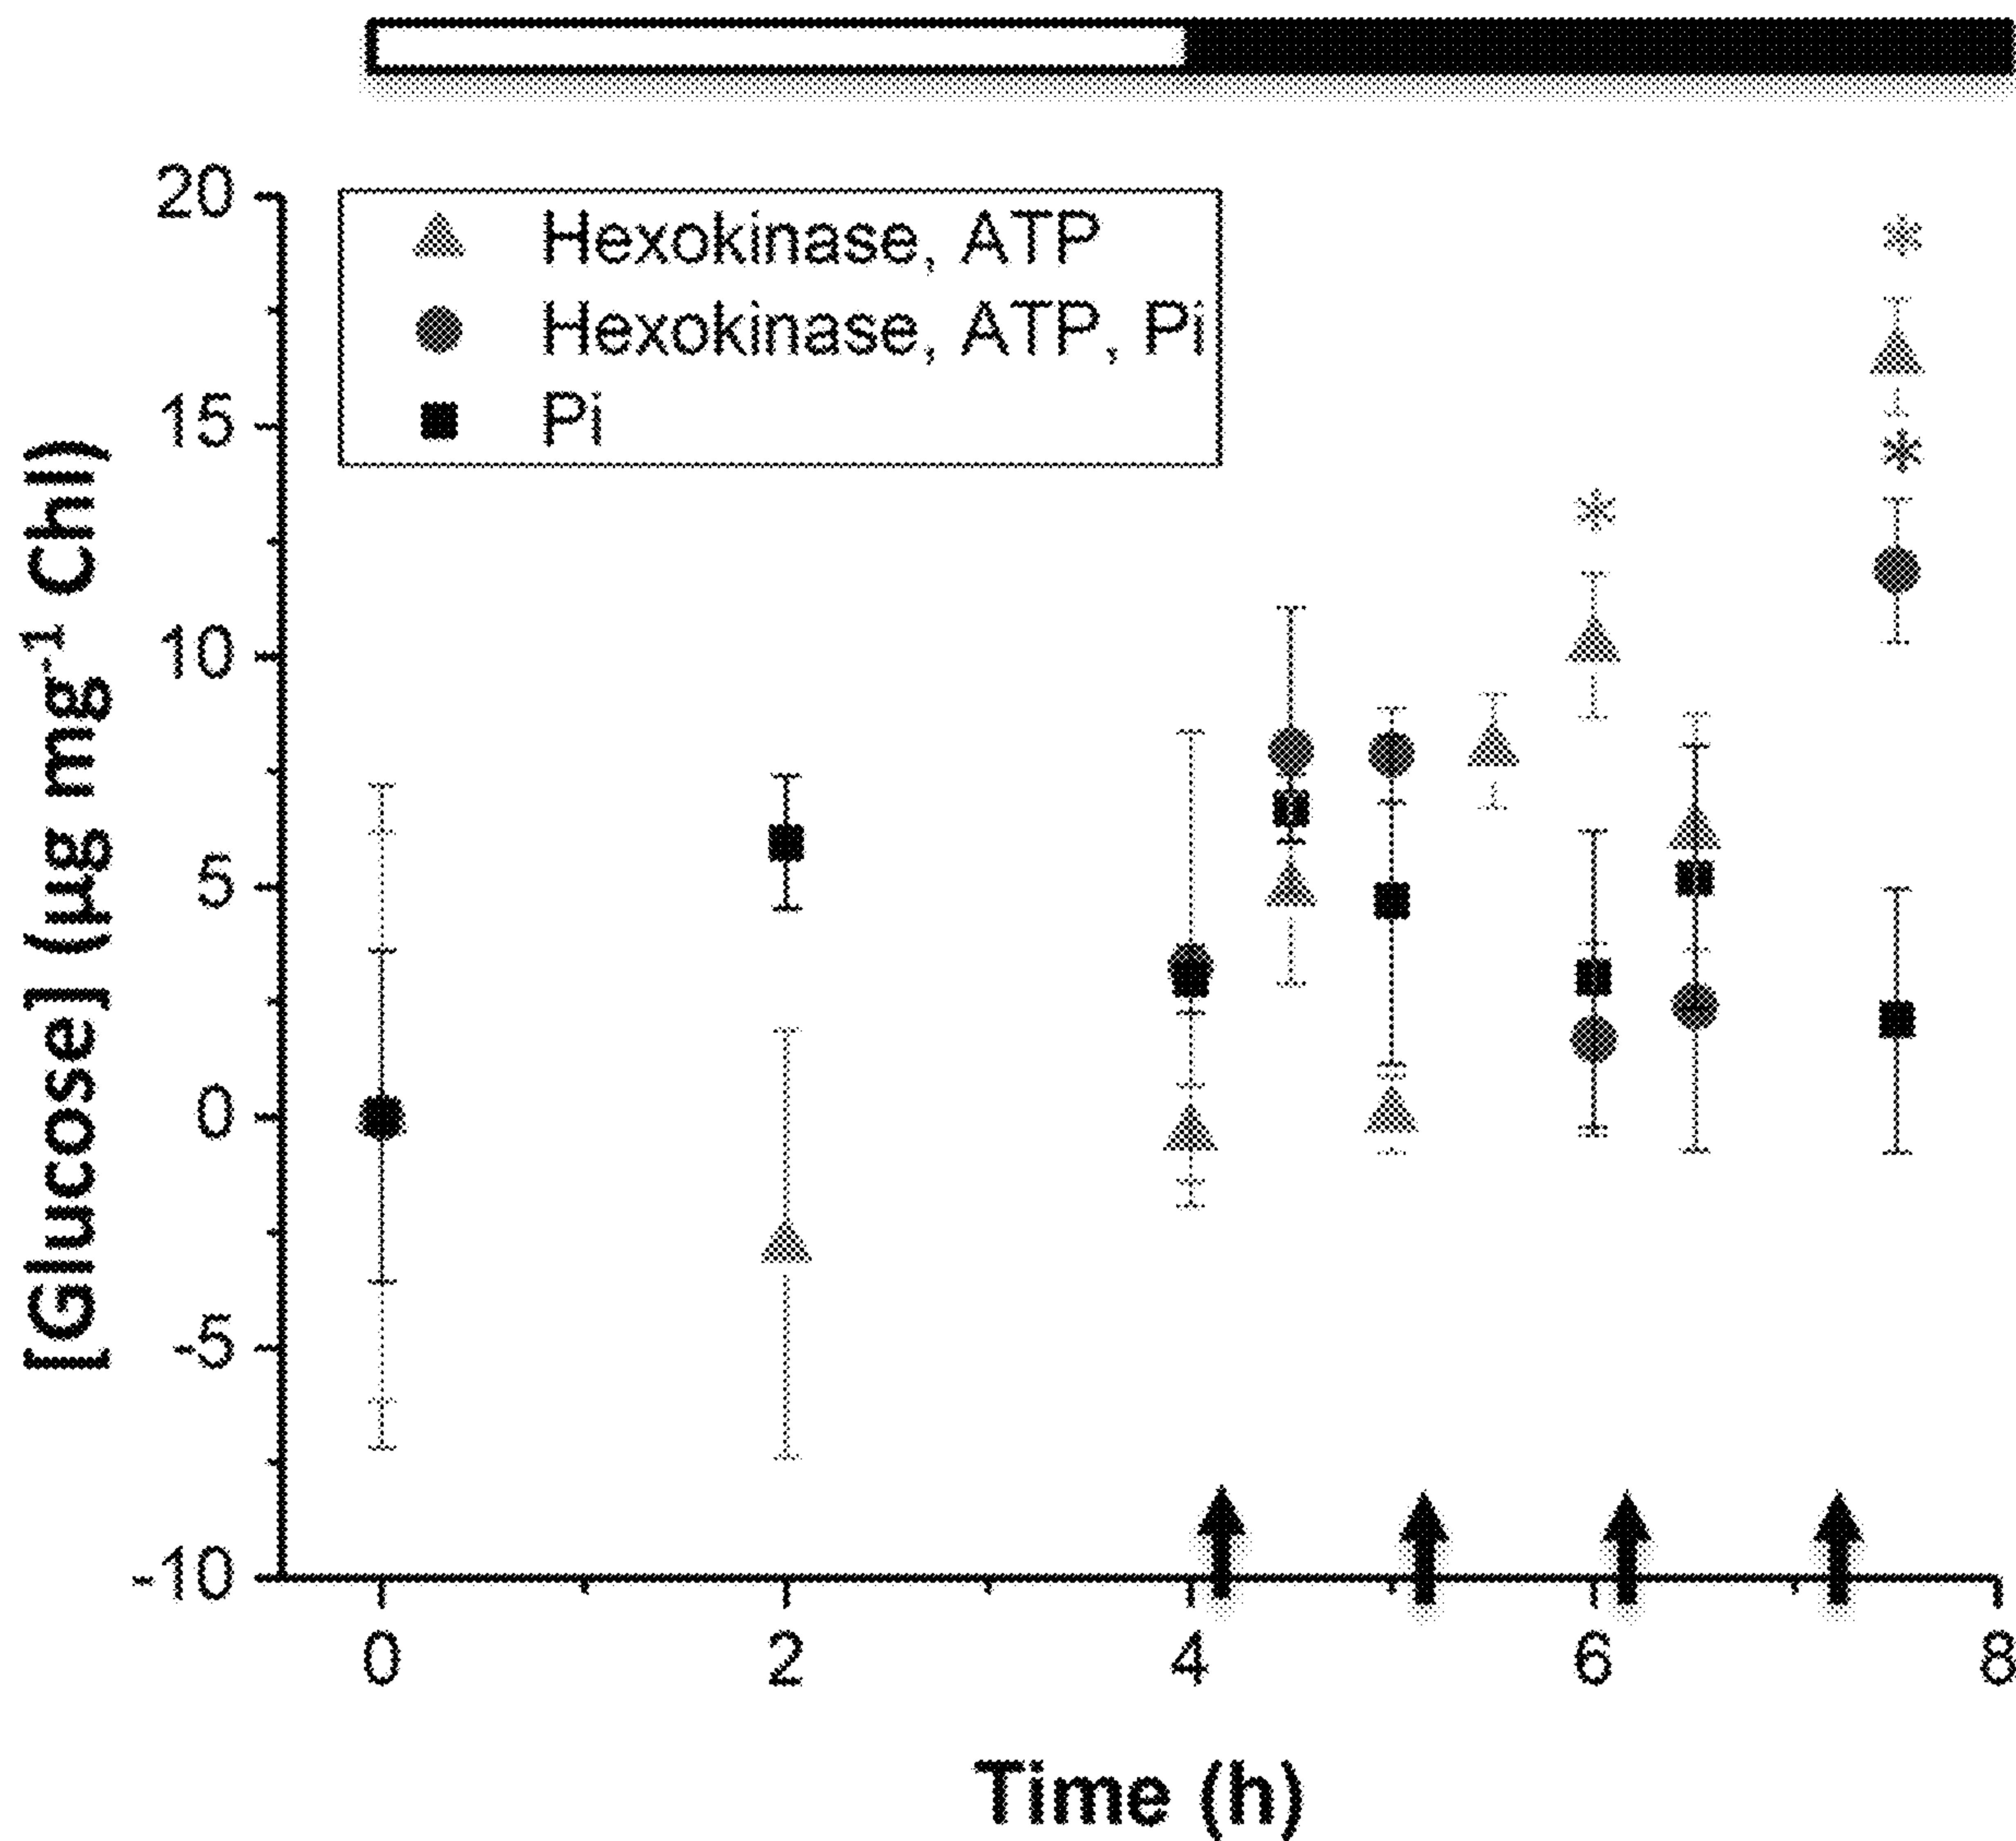 20
15
10
5
0
-5
-10
[Glucose] (µg mg⁻¹ Chl)
Hexokinase, ATP
Hexokinase, ATP, Pi
Pi
*
*
*
0 2 4 6 8
Time (h)